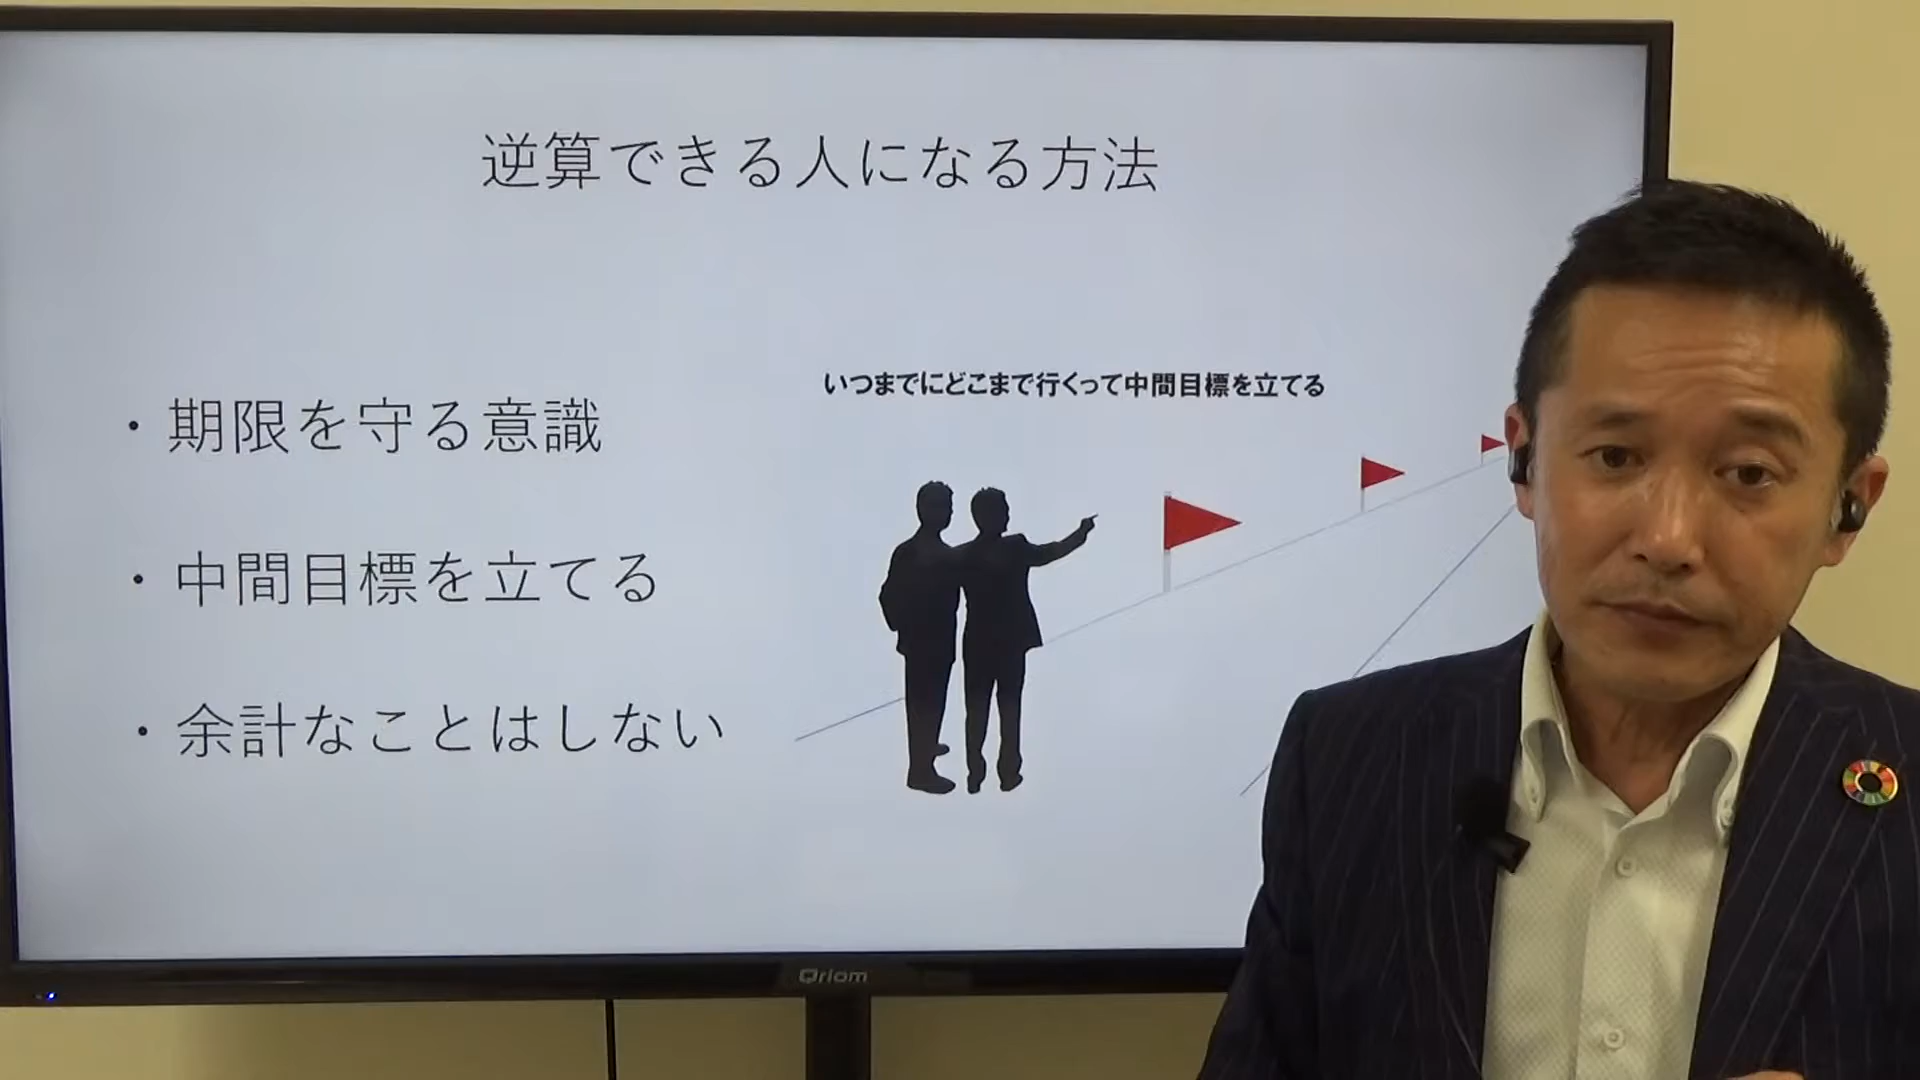 逆算できる人になる方法
・期限を守る意識
・中間目標を立てる
・余計なことはしない
いつまでにどこまで行くって中間目標を立てる
Qriom